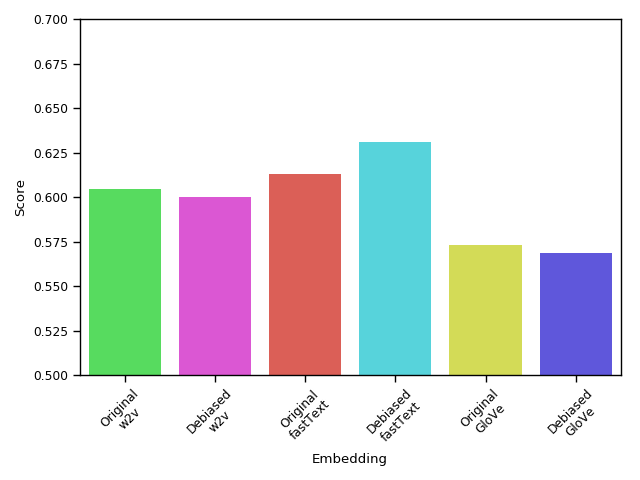 0.700
0.675
0.650
0.625
0.600
0.575
0.550
0.525
0.500
Score
Original
w2v
Debiased
w2v
Original
fastText
Debiased
fastText
Original
GloVe
Debiased
GloVe
Embedding